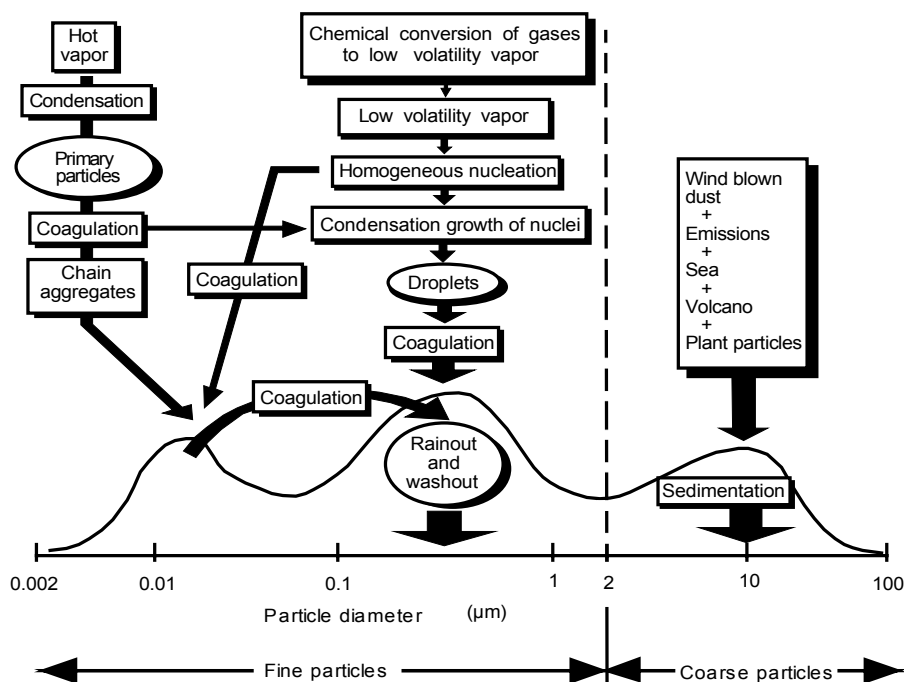 Hot
vapor
Condensation
Primary
particles
Coagulation
Chain
aggregates
Chemical conversion of gases
to low volatility vapor
Low volatility vapor
Homogeneous nucleation
Condensation growth of nuclei
Coagulation
Droplets
Coagulation
Coagulation
Rainout
and
washout
Wind blown
dust
+
Emissions
+
Sea
+
Volcano
+
Plant particles
Sedimentation
0.002
0.01
0.1
1
2
10
100
Particle diameter (μm)
Fine particles
Coarse particles